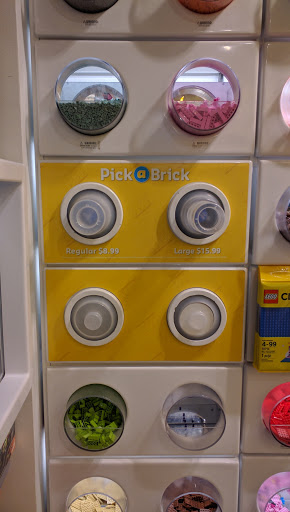 Pick a Brick
Regular $8.99
Large $15.99
LEGO
4-99